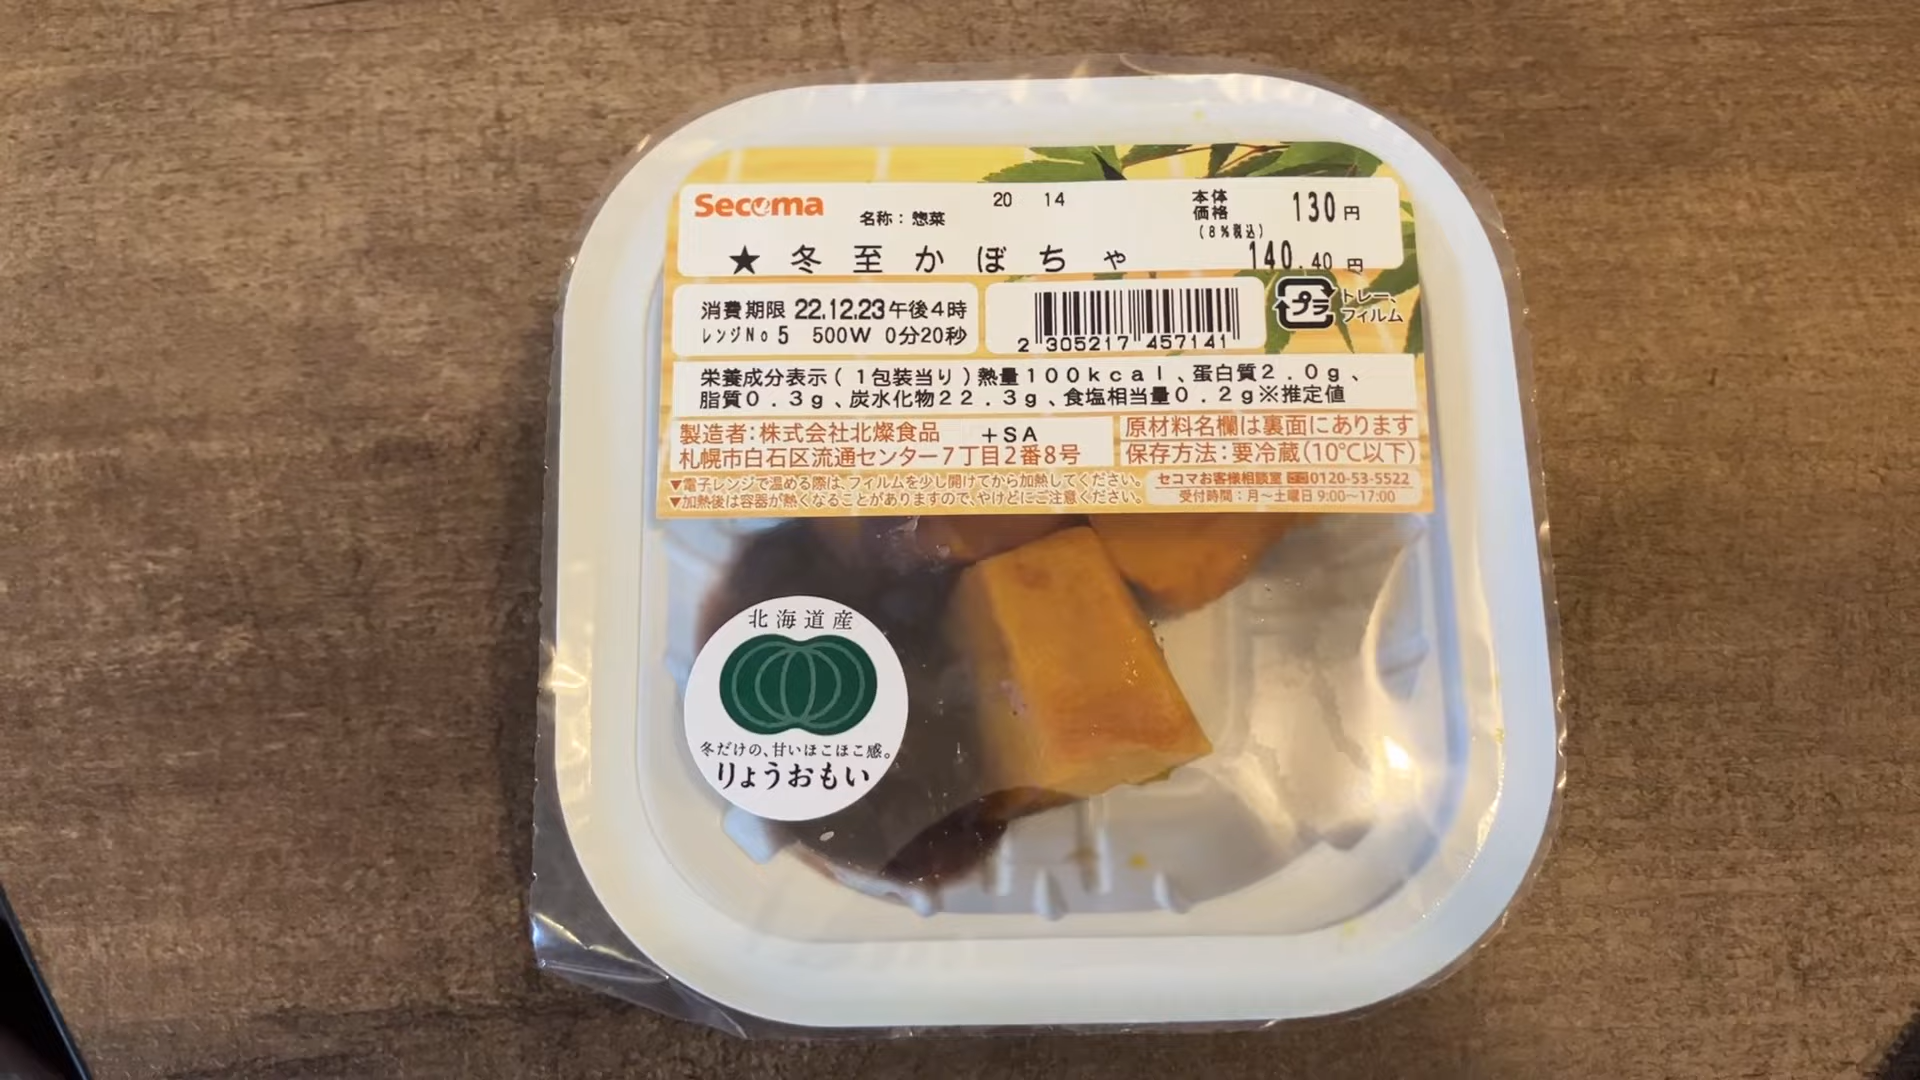 Secoma
名称：惣菜
20 14
本体
価格
130円
(8%税込)
140.40円
★冬至かぼちゃ
消費期限 22.12.23午後4時
レンジNo5 500W 0分20秒
2 305217 457141
プラ
トレー、
フィルム
栄養成分表示(1包装当り)熱量100kcal、蛋白質2.0g、
脂質0.3g、炭水化物22.3g、食塩相当量0.2g※推定値
製造者：株式会社北燦食品 +SA
札幌市白石区流通センター7丁目2番8号
原材料名欄は裏面にあります
保存方法：要冷蔵(10℃以下)
▼電子レンジで温める際は、フィルムを少し開けてから加熱してください。
▼加熱後は容器が熱くなることがありますので、やけどにご注意ください。
セコマお客様相談室 0120-53-5522
受付時間：月～土曜日 9:00～17:00
北海道産
冬だけの、甘いほこほこ感。
りょうおもい